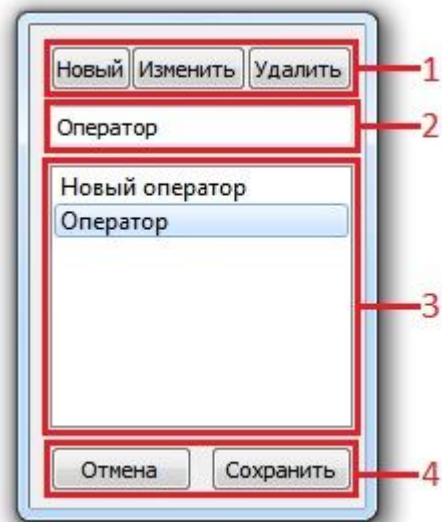 Новый Изменить Удалить 1
Оператор 2
Новый оператор
Оператор
3
Отмена Сохранить 4